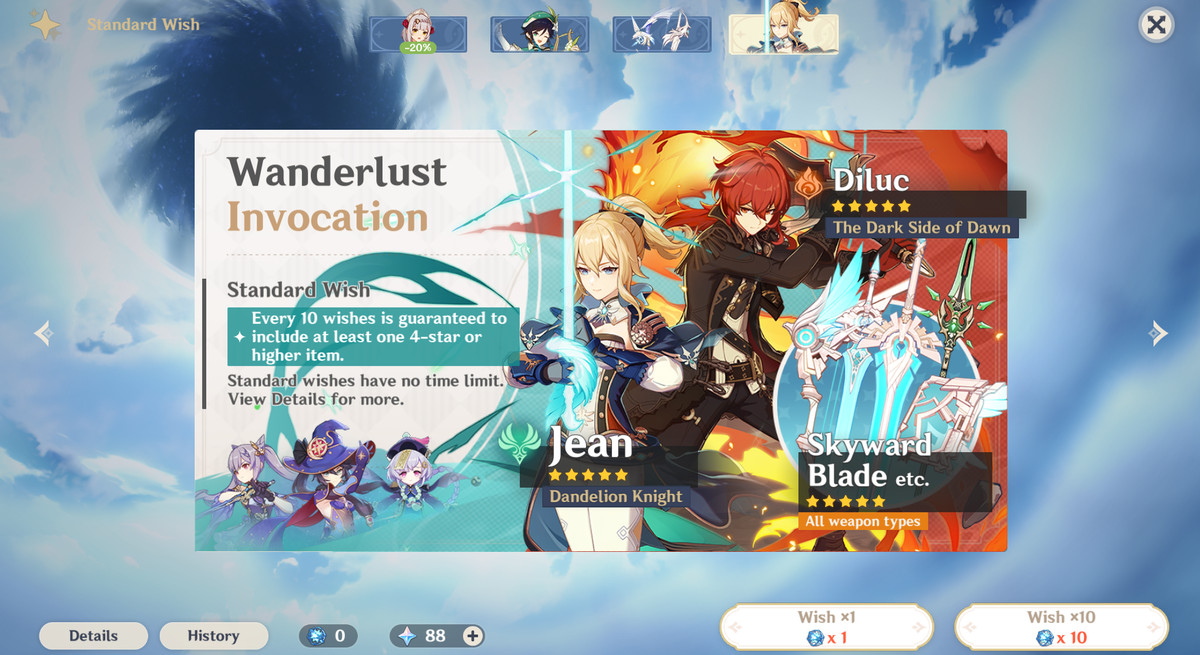 Standard Wish
-20%
Wanderlust
Invocation
Standard Wish
Every 10 wishes is guaranteed to
include at least one 4-star or
higher item.
Standard wishes have no time limit.
View Details for more.
Diluc
The Dark Side of Dawn
Jean
Dandelion Knight
Skyward
Blade etc.
All weapon types
Details
History
0
88
Wish ×1
x 1
Wish ×10
x 10